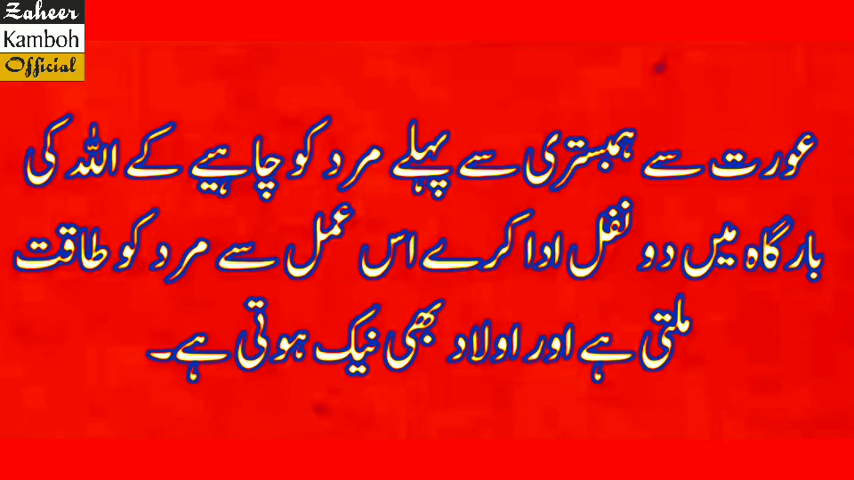 Zaheer
Kamboh
Official
عورت سے ہمبستری سے پہلے مرد کو چاہیے کے اللہ کی
بارگاہ میں دو نفل ادا کرے اس عمل سے مرد کو طاقت
ملتی ہے اور اولاد بھی نیک ہوتی ہے۔